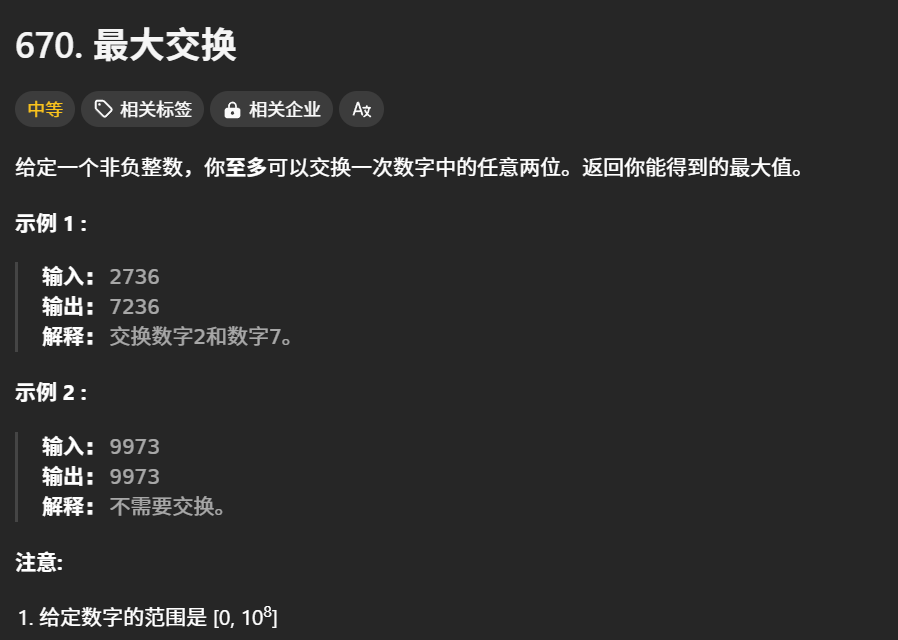 670. 最大交换
中等 相关标签 相关企业 A文
给定一个非负整数，你至多可以交换一次数字中的任意两位。返回你能得到的最大值。
示例 1 :
输入： 2736
输出： 7236
解释： 交换数字2和数字7。
示例 2 :
输入： 9973
输出： 9973
解释： 不需要交换。
注意:
1. 给定数字的范围是 [0, 10⁸]